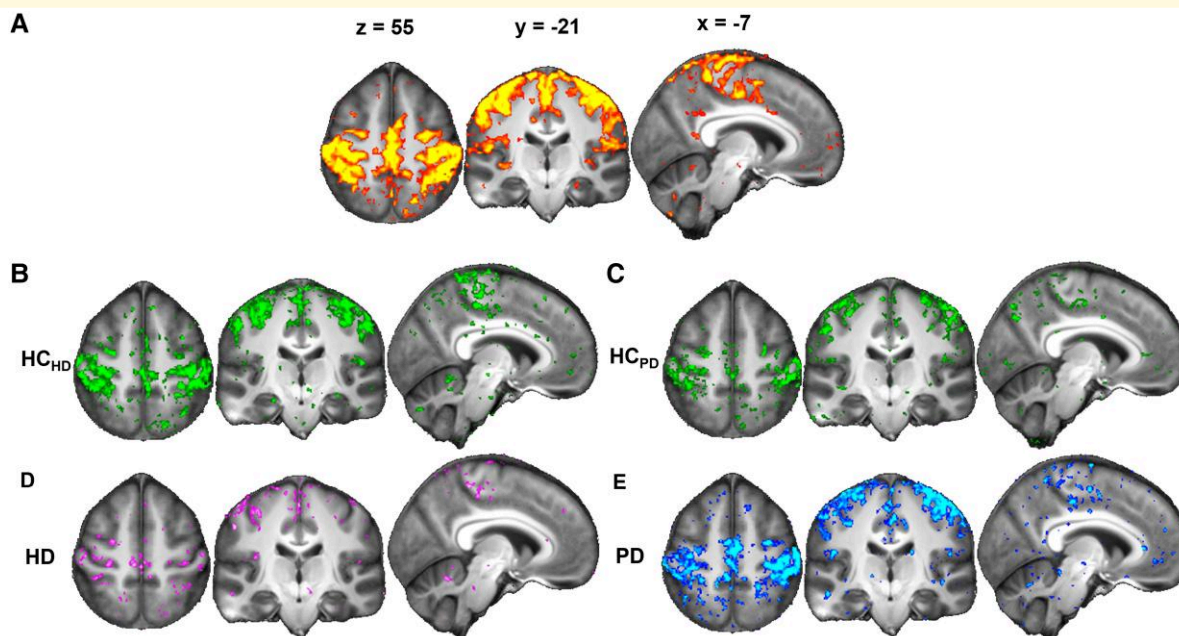 A
z = 55 y = -21 x = -7
B
HC_HD
C
HC_PD
D
HD
E
PD